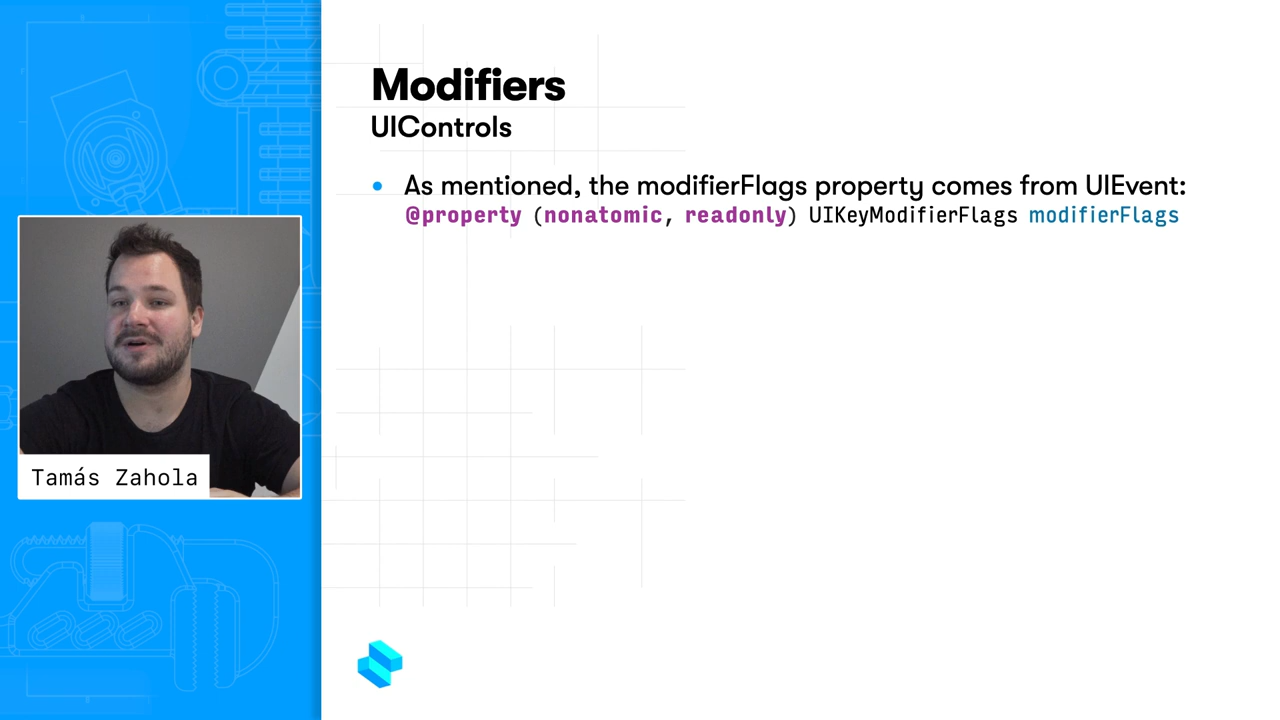 Modifiers
UIControls
• As mentioned, the modifierFlags property comes from UIEvent:
@property (nonatomic, readonly) UIKeyModifierFlags modifierFlags
Tamás Zahola